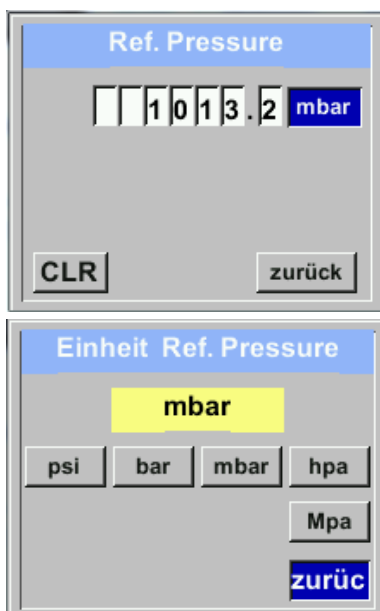 Ref. Pressure
1013.2 mbar
CLR zurück
Einheit Ref. Pressure
mbar
psi bar mbar hpa
Mpa
zurüc